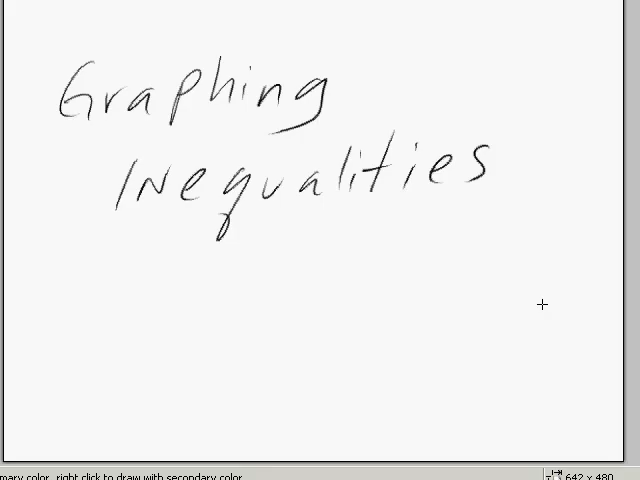 Graphing
Inequalities
mary color, right click to draw with secondary color
642 x 480